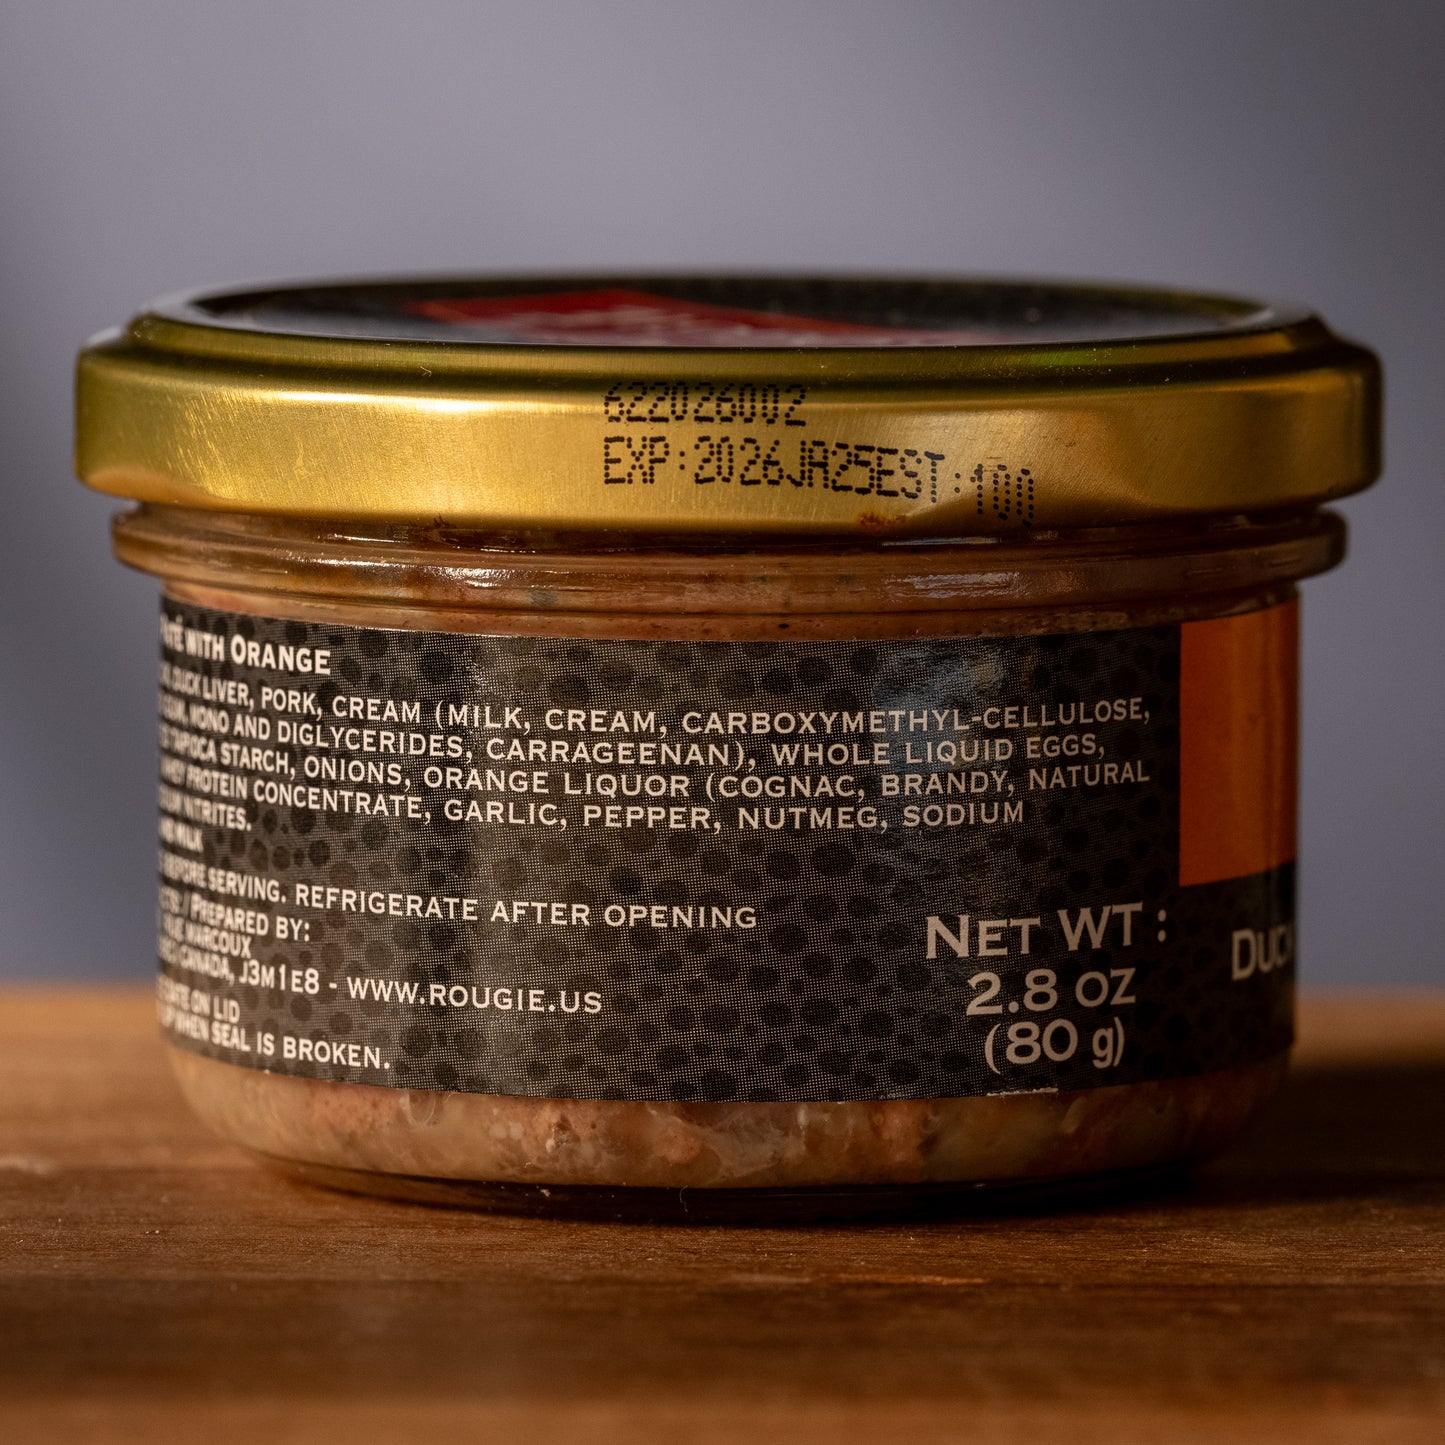 622026002
EXP:2026JA25EST:100
WITH ORANGE
DUCK LIVER, PORK, CREAM (MILK, CREAM, CARBOXYMETHYL-CELLULOSE,
MONO AND DIGLYCERIDES, CARRAGEENAN), WHOLE LIQUID EGGS,
TAPIOCA STARCH, ONIONS, ORANGE LIQUOR (COGNAC, BRANDY, NATURAL
PROTEIN CONCENTRATE, GARLIC, PEPPER, NUTMEG, SODIUM
NITRITES.
MILK
BEFORE SERVING. REFRIGERATE AFTER OPENING
/ PREPARED BY:
MARCOUX
CANADA, J3M1E8 - WWW.ROUGIE.US
DATE ON LID
WHEN SEAL IS BROKEN.
NET WT :
2.8 OZ
(80 g)